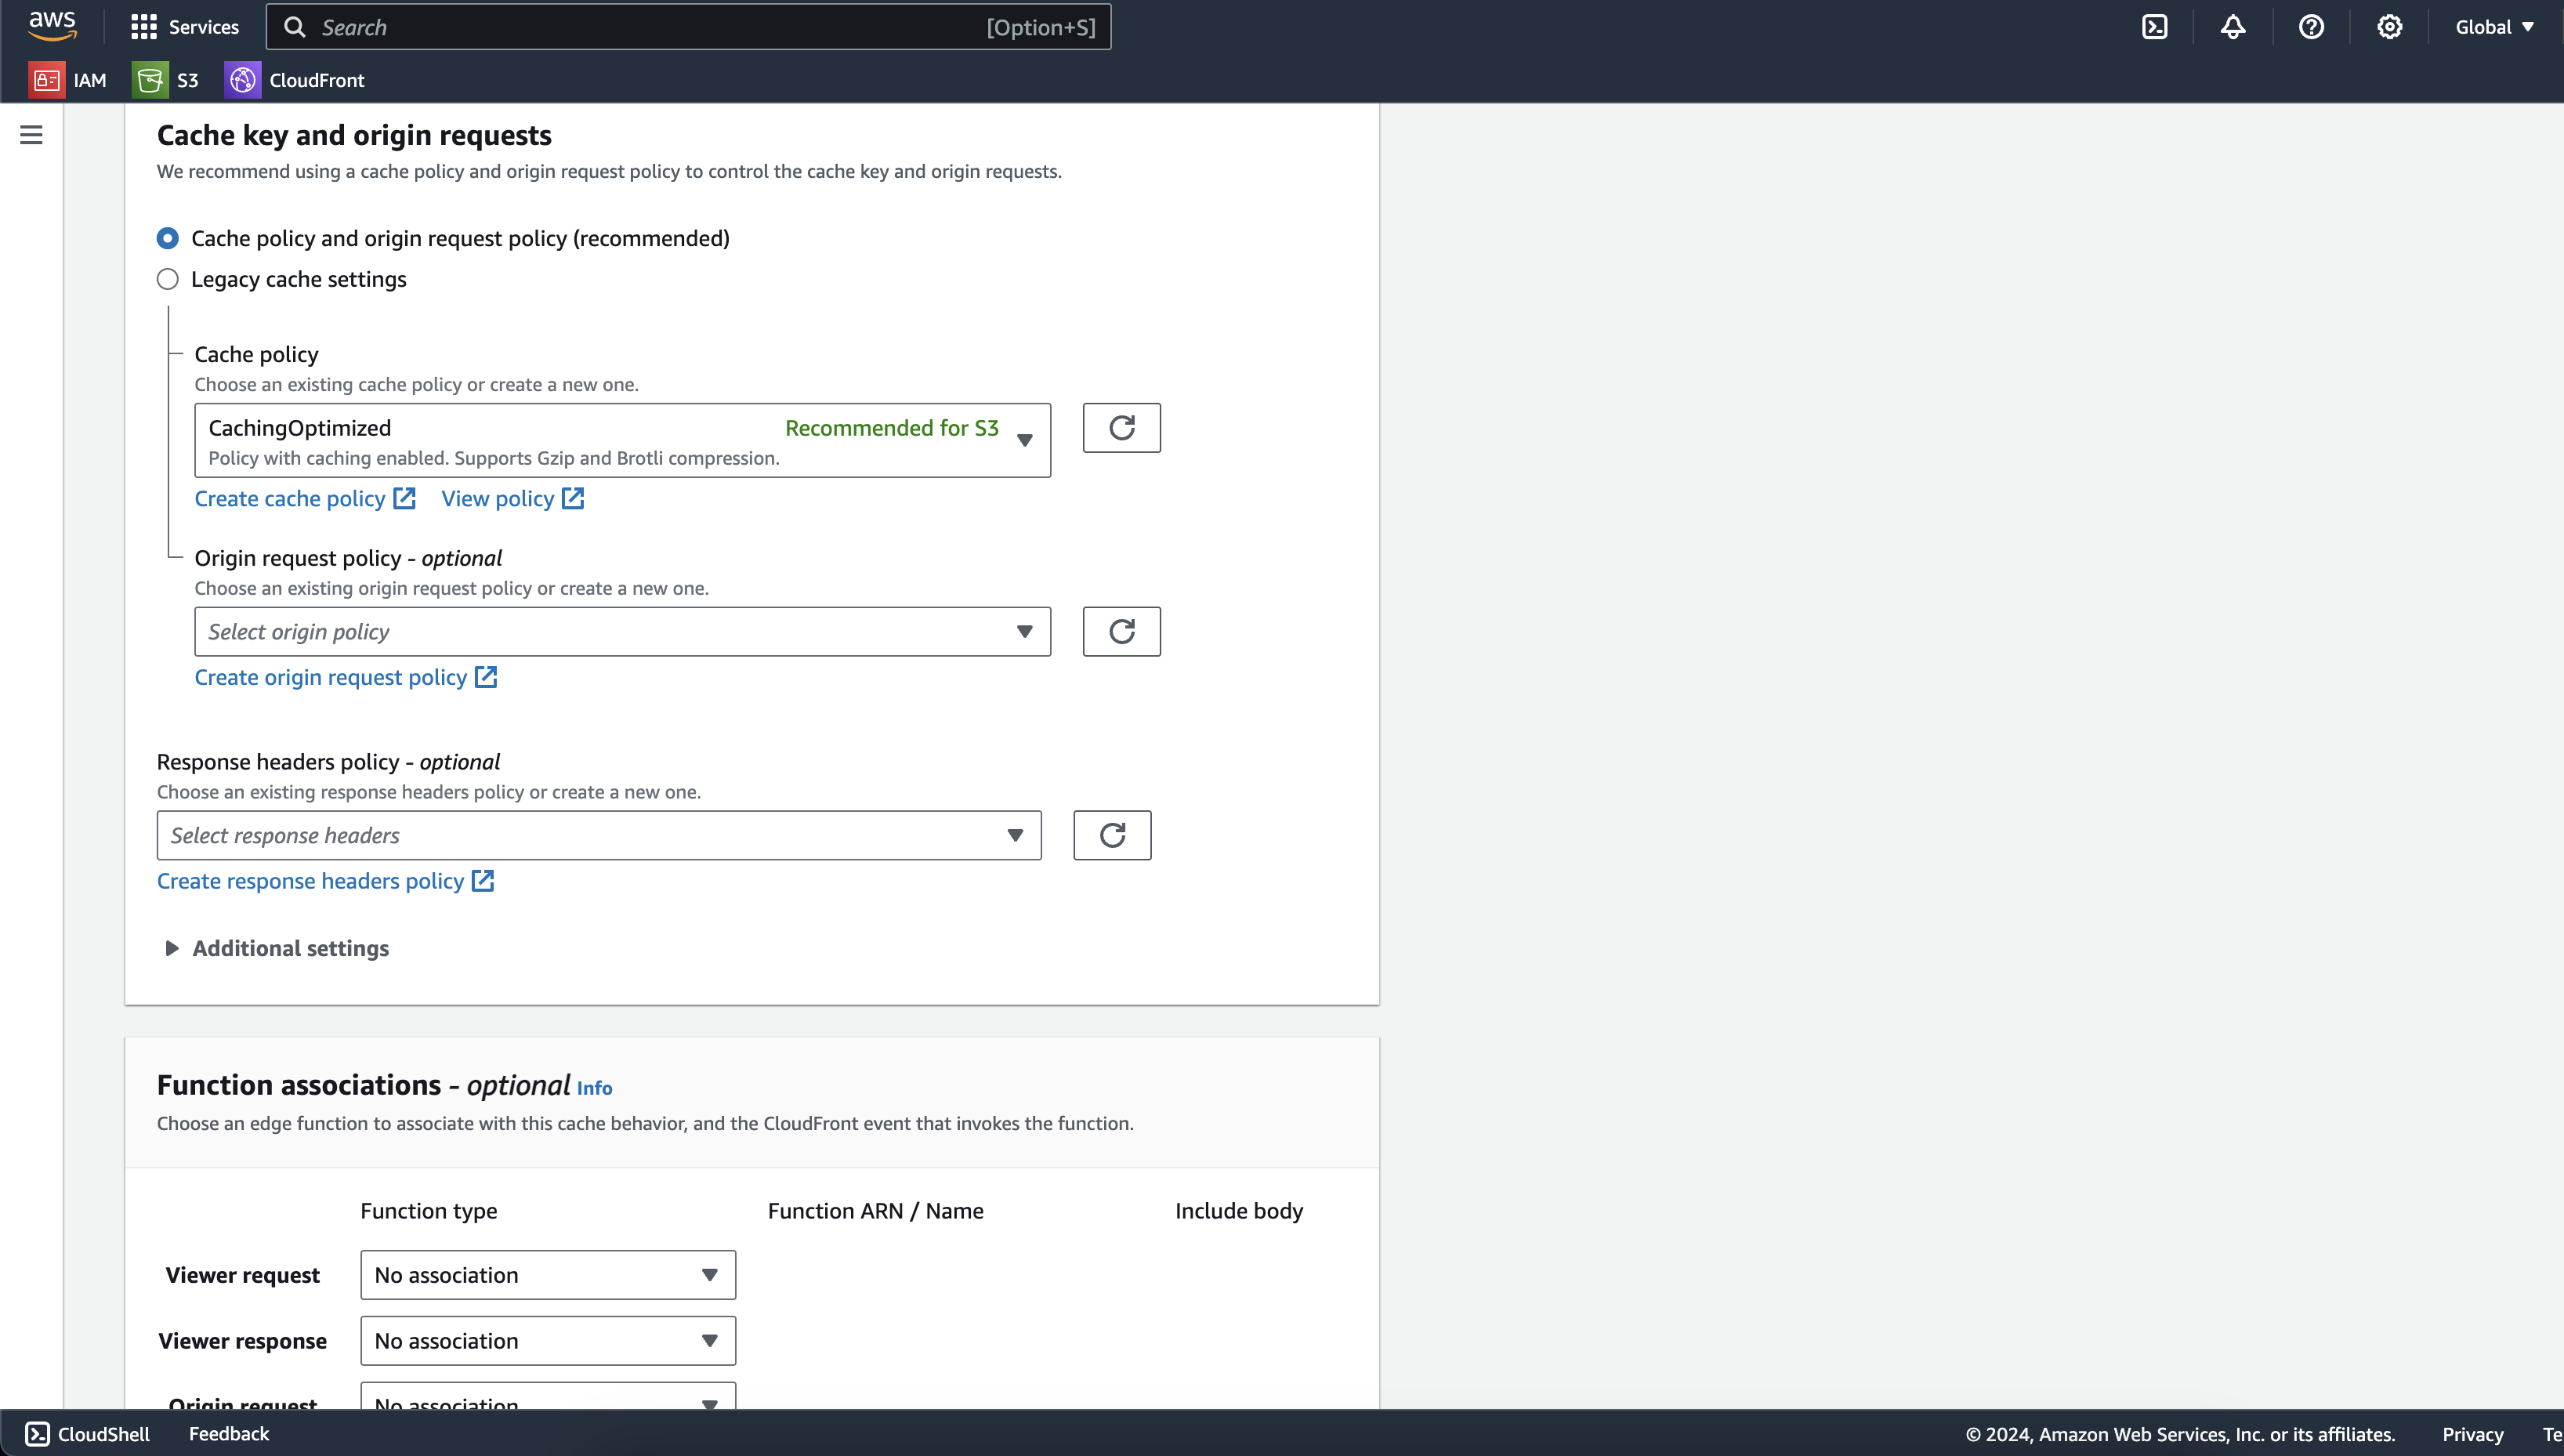 aws
Services
Search
[Option+S]
Global
IAM
S3
CloudFront
Cache key and origin requests
We recommend using a cache policy and origin request policy to control the cache key and origin requests.
Cache policy and origin request policy (recommended)
Legacy cache settings
Cache policy
Choose an existing cache policy or create a new one.
CachingOptimized
Recommended for S3
Policy with caching enabled. Supports Gzip and Brotli compression.
Create cache policy
View policy
Origin request policy - optional
Choose an existing origin request policy or create a new one.
Select origin policy
Create origin request policy
Response headers policy - optional
Choose an existing response headers policy or create a new one.
Select response headers
Create response headers policy
Additional settings
Function associations - optional Info
Choose an edge function to associate with this cache behavior, and the CloudFront event that invokes the function.
Function type
Function ARN / Name
Include body
Viewer request
No association
Viewer response
No association
Origin request
No association
CloudShell
Feedback
© 2024, Amazon Web Services, Inc. or its affiliates.
Privacy
Te